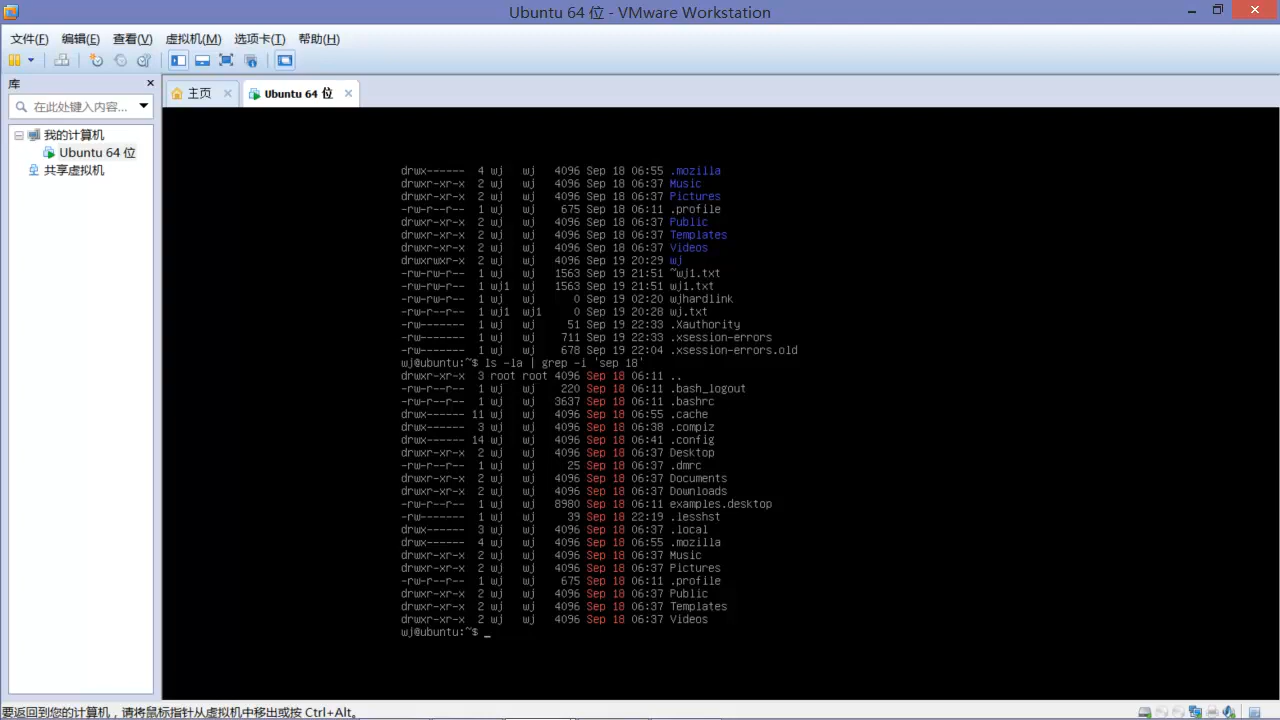 Ubuntu 64 位 - VMware Workstation
文件(F) 编辑(E) 查看(V) 虚拟机(M) 选项卡(T) 帮助(H)
库
在此处键入内容...
我的计算机
Ubuntu 64 位
共享虚拟机
主页
Ubuntu 64 位
drwx------ 4 wj wj 4096 Sep 18 06:55 .mozilla
drwxr-xr-x 2 wj wj 4096 Sep 18 06:37 Music
drwxr-xr-x 2 wj wj 4096 Sep 18 06:37 Pictures
-rw-r--r-- 1 wj wj 675 Sep 18 06:11 .profile
drwxr-xr-x 2 wj wj 4096 Sep 18 06:37 Public
drwxr-xr-x 2 wj wj 4096 Sep 18 06:37 Templates
drwxr-xr-x 2 wj wj 4096 Sep 18 06:37 Videos
drwxrwxr-x 2 wj wj 4096 Sep 19 20:29 wj
-rw-rw-r-- 1 wj wj 1563 Sep 19 21:51 ~wj1.txt
-rw-rw-r-- 1 wj1 wj 1563 Sep 19 21:51 wj1.txt
-rw-rw-r-- 1 wj wj 0 Sep 19 02:20 wjhardlink
-rw-rw-r-- 1 wj1 wj1 0 Sep 19 20:28 wj.txt
-rw------- 1 wj wj 51 Sep 19 22:33 .Xauthority
-rw------- 1 wj wj 711 Sep 19 22:33 .xsession-errors
-rw------- 1 wj wj 678 Sep 19 22:04 .xsession-errors.old
wj@ubuntu:~$ ls -la | grep -i 'sep 18'
drwxr-xr-x 3 root root 4096 Sep 18 06:11 ..
-rw-r--r-- 1 wj wj 220 Sep 18 06:11 .bash_logout
-rw-r--r-- 1 wj wj 3637 Sep 18 06:11 .bashrc
drwx------ 11 wj wj 4096 Sep 18 06:55 .cache
drwx------ 3 wj wj 4096 Sep 18 06:38 .compiz
drwx------ 14 wj wj 4096 Sep 18 06:41 .config
drwxr-xr-x 2 wj wj 4096 Sep 18 06:37 Desktop
-rw-r--r-- 1 wj wj 25 Sep 18 06:37 .dmrc
drwxr-xr-x 2 wj wj 4096 Sep 18 06:37 Documents
drwxr-xr-x 2 wj wj 4096 Sep 18 06:37 Downloads
-rw-r--r-- 1 wj wj 8980 Sep 18 06:11 examples.desktop
-rw------- 1 wj wj 39 Sep 18 22:19 .lesshst
drwx------ 3 wj wj 4096 Sep 18 06:37 .local
drwx------ 4 wj wj 4096 Sep 18 06:55 .mozilla
drwxr-xr-x 2 wj wj 4096 Sep 18 06:37 Music
drwxr-xr-x 2 wj wj 4096 Sep 18 06:37 Pictures
-rw-r--r-- 1 wj wj 675 Sep 18 06:11 .profile
drwxr-xr-x 2 wj wj 4096 Sep 18 06:37 Public
drwxr-xr-x 2 wj wj 4096 Sep 18 06:37 Templates
drwxr-xr-x 2 wj wj 4096 Sep 18 06:37 Videos
wj@ubuntu:~$ _
要返回到您的计算机，请将鼠标指针从虚拟机中移出或按 Ctrl+Alt。